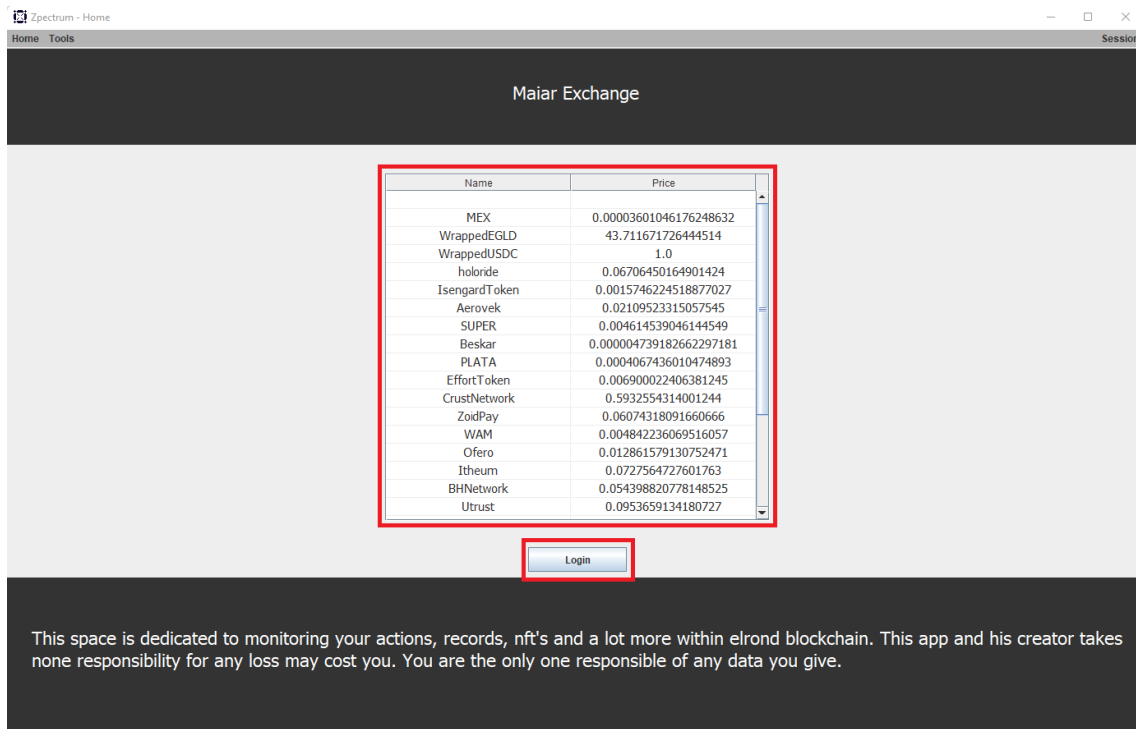 Zpectrum - Home
Home Tools Session
Maiar Exchange
Name Price
MEX 0.00003601046176248632
WrappedEGLD 43.711671726444514
WrappedUSDC 1.0
holoride 0.06706450164901424
IsengardToken 0.0015746224518877027
Aerovek 0.02109523315057545
SUPER 0.004614539046144549
Beskar 0.000004739182662297181
PLATA 0.0004067436010474893
EffortToken 0.006900022406381245
CrustNetwork 0.5932554314001244
ZoidPay 0.06074318091660666
WAM 0.004842236069516057
Ofero 0.012861579130752471
Itheum 0.0727564727601763
BHNetwork 0.054398820778148525
Utrust 0.0953659134180727
Login
This space is dedicated to monitoring your actions, records, nft's and a lot more within elrond blockchain. This app and his creator takes
none responsibility for any loss may cost you. You are the only one responsible of any data you give.